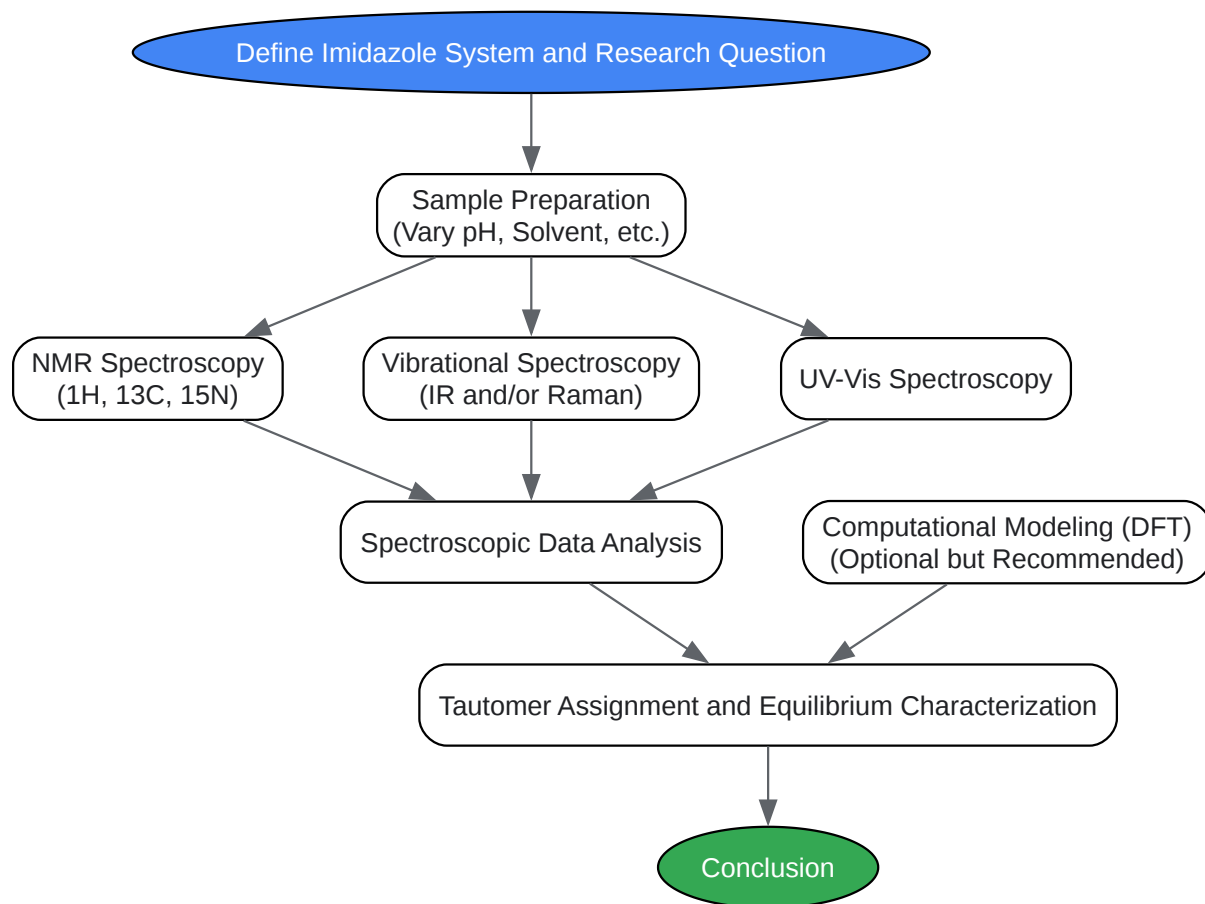 Define Imidazole System and Research Question
Sample Preparation
(Vary pH, Solvent, etc.)
NMR Spectroscopy
(1H, 13C, 15N)
Vibrational Spectroscopy
(IR and/or Raman)
UV-Vis Spectroscopy
Spectroscopic Data Analysis
Computational Modeling (DFT)
(Optional but Recommended)
Tautomer Assignment and Equilibrium Characterization
Conclusion